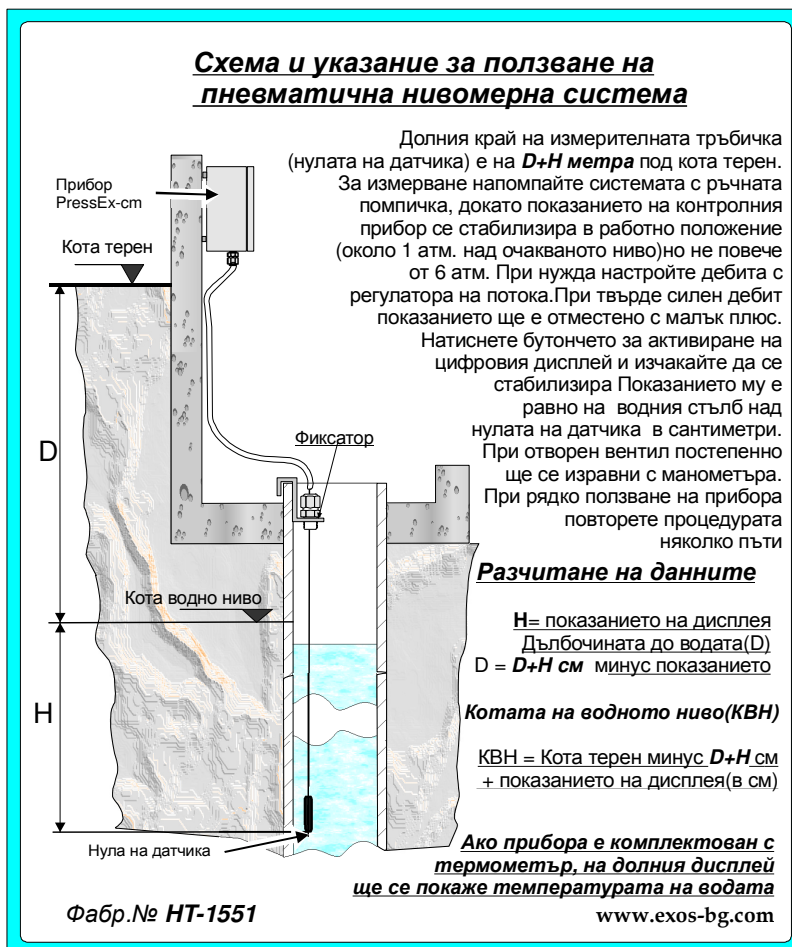 Схема и указание за ползване на
пневматична нивомерна система
Долния край на измерителната тръбичка
(нулата на датчика) е на D+H метра под кота терен.
За измерване напомпайте системата с ръчната
помпичка, докато показанието на контролния
прибор се стабилизира в работно положение
(около 1 атм. над очакваното ниво)но не повече
от 6 атм. При нужда настройте дебита с
регулатора на потока.При твърде силен дебит
показанието ще е отместено с малък плюс.
Натиснете бутончето за активиране на
цифровия дисплей и изчакайте да се
стабилизира Показанието му е
равно на водния стълб над
нулата на датчика в сантиметри.
При отворен вентил постепенно
ще се изравни с манометъра.
При рядко ползване на прибора
повторете процедурата
няколко пъти
Прибор
PressEx-cm
Кота терен
D
Фиксатор
Кота водно ниво
H
Нула на датчика
Разчитане на данните
H= показанието на дисплея
Дълбочината до водата(D)
D = D+H см минус показанието
Котата на водното ниво(КВН)
КВН = Кота терен минус D+H см
+ показанието на дисплея(в см)
Ако прибора е комплектован с
термометър, на долния дисплей
ще се покаже температурата на водата
Фабр.№ HT-1551
www.exos-bg.com